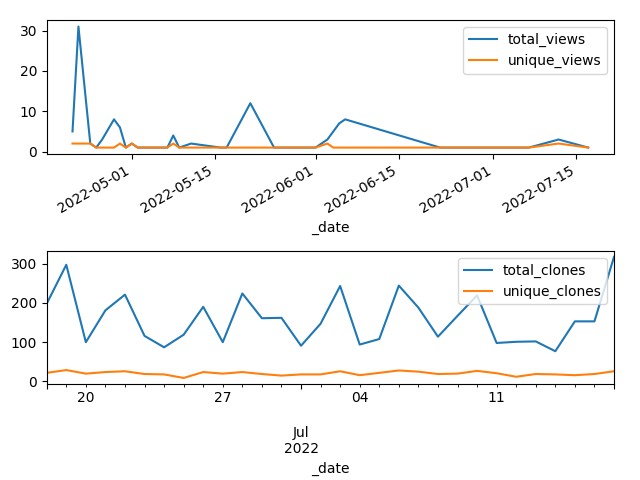 30
20
10
0
total_views
unique_views
2022-05-01
2022-05-15
2022-06-01
2022-06-15
2022-07-01
2022-07-15
_date
300
200
100
0
total_clones
unique_clones
20
27
04
11
Jul
2022
_date